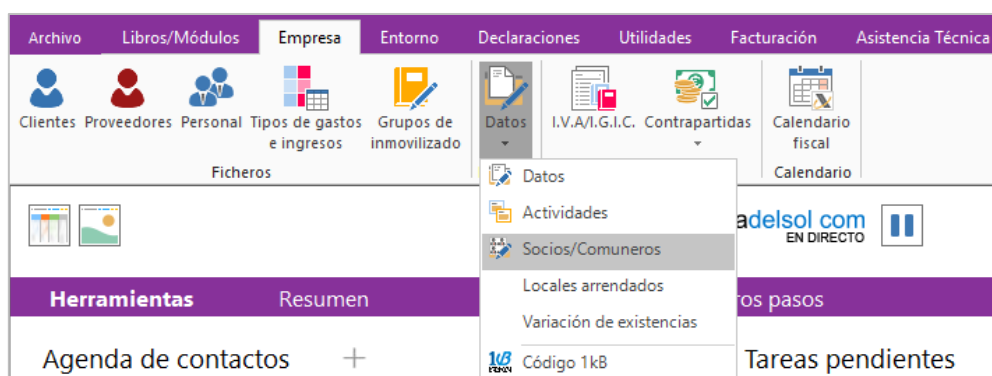 Archivo Libros/Módulos Empresa Entorno Declaraciones Utilidades Facturación Asistencia Técnica
Clientes Proveedores Personal Tipos de gastos e ingresos Grupos de inmovilizado Datos I.V.A/I.G.I.C. Contrapartidas Calendario fiscal
Ficheros Calendario
Datos
Actividades
Socios/Comuneros
Locales arrendados
Variación de existencias
Código 1kB
adelsol com
EN DIRECTO
Herramientas Resumen ros pasos
Agenda de contactos + Tareas pendientes